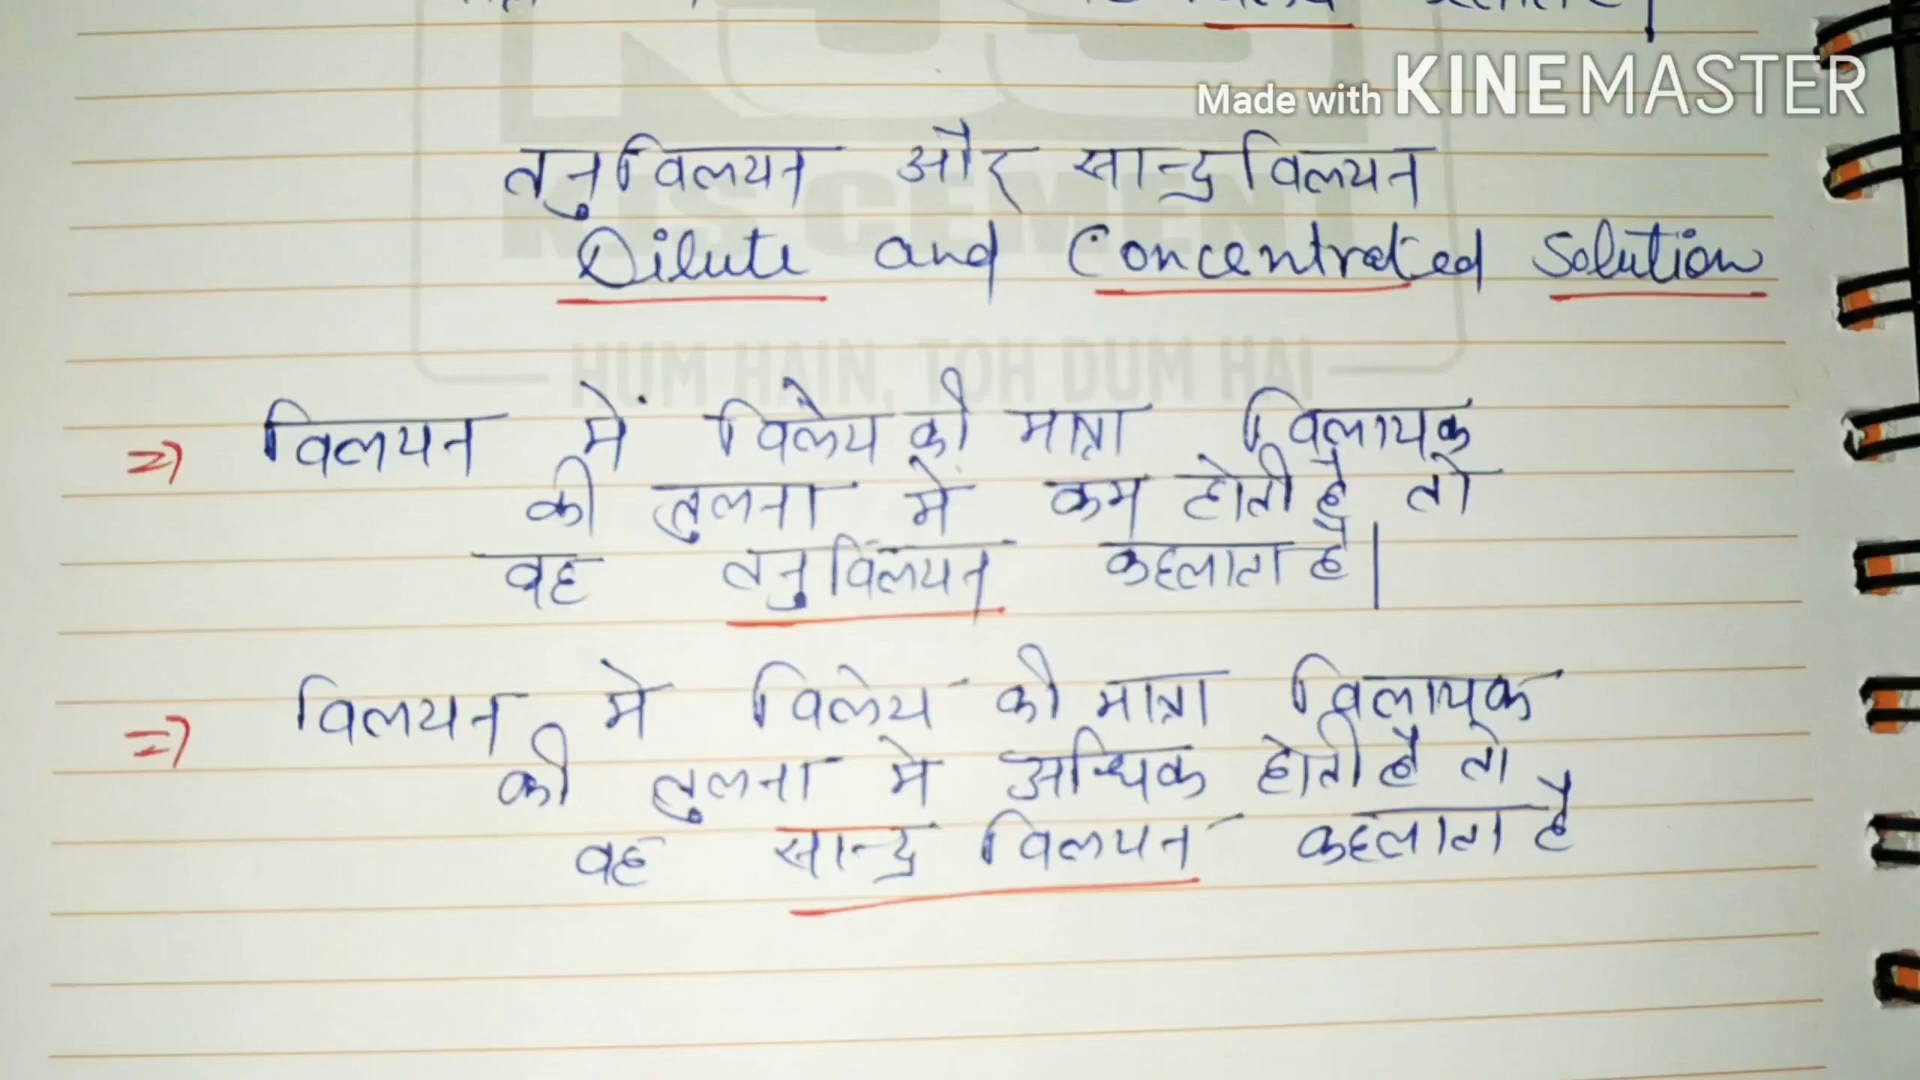 Made with KINEMASTER
तनु विलयन और सान्द्र विलयन
Dilute and Concentrated Solution
HUM HAIN, TOH DUM HAI
⇒ विलयन में विलेय की मात्रा विलायक
की तुलना में कम होती है तो
वह तनु विलयन कहलाता है|
⇒ विलयन मे विलेय की मात्रा विलायक
की तुलना मे अधिक होती है तो
वह सान्द्र विलयन कहलाता है